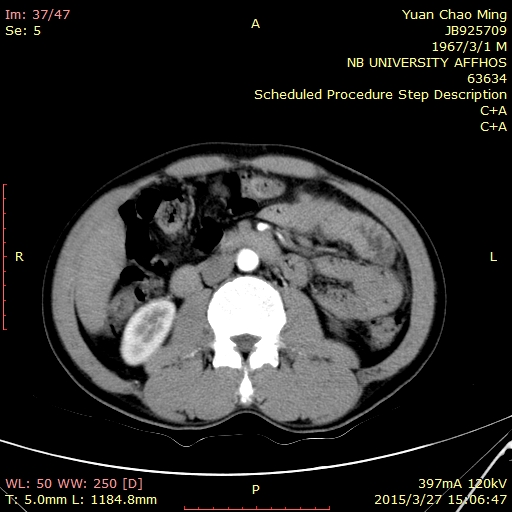 Im: 37/47
Se: 5
A
Yuan Chao Ming
JB925709
1967/3/1 M
NB UNIVERSITY AFFHOS
63634
Scheduled Procedure Step Description
C+A
C+A
R
L
WL: 50 WW: 250 [D]
T: 5.0mm L: 1184.8mm
P
397mA 120kV
2015/3/27 15:06:47